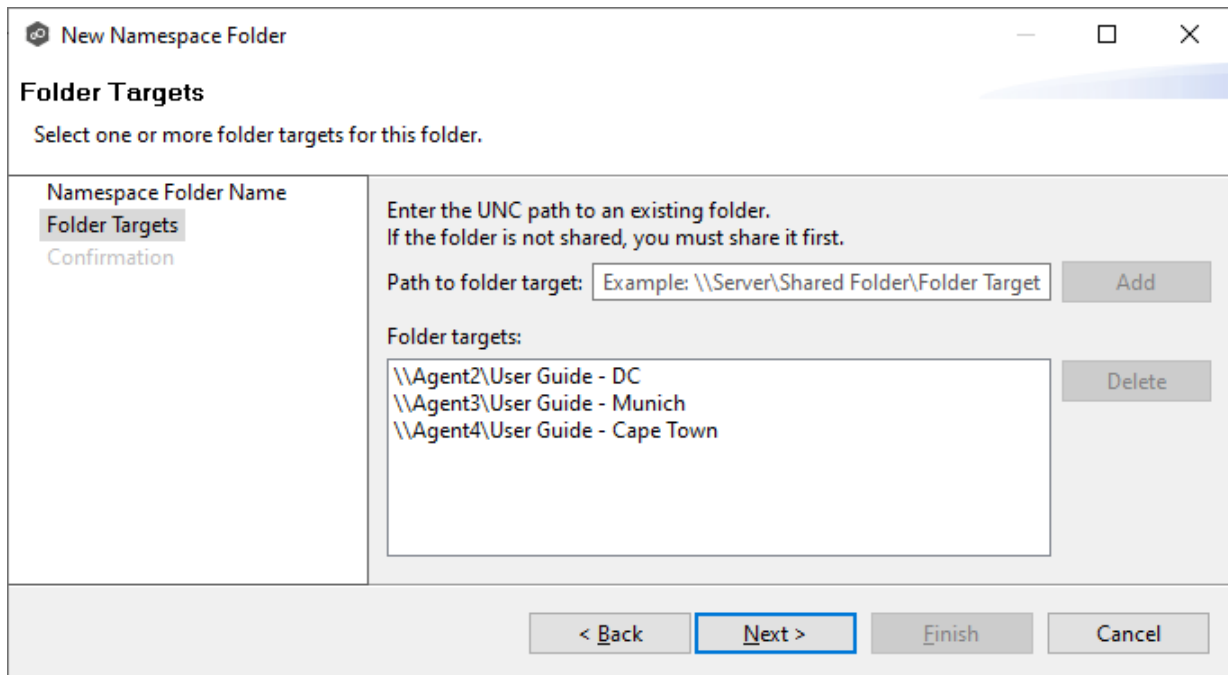 New Namespace Folder
Folder Targets
Select one or more folder targets for this folder.
Namespace Folder Name
Folder Targets
Confirmation
Enter the UNC path to an existing folder.
If the folder is not shared, you must share it first.
Path to folder target: Example: \\Server\Shared Folder\Folder Target Add
Folder targets:
\\Agent2\User Guide - DC
\\Agent3\User Guide - Munich
\\Agent4\User Guide - Cape Town
Delete
< Back Next > Finish Cancel